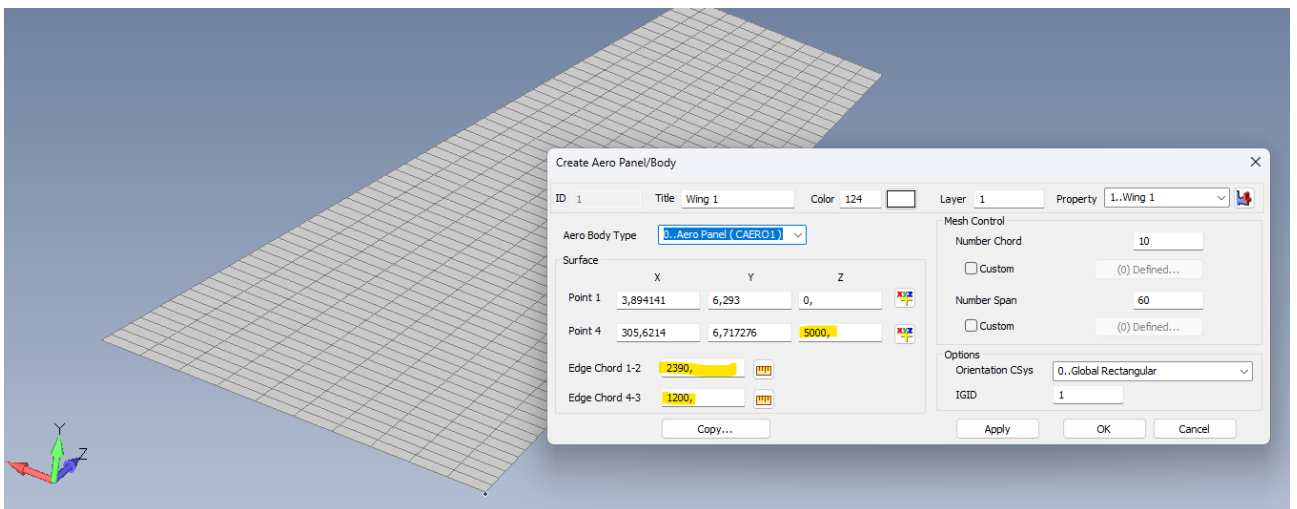 Create Aero Panel/Body
ID 1 Title Wing 1 Color 124 Layer 1 Property 1..Wing 1
Aero Body Type 0..Aero Panel ( CAERO1 )
Surface
X Y Z
Point 1 3,894141 6,293 0,
Point 4 305,6214 6,717276 5000,
Edge Chord 1-2 2390,
Edge Chord 4-3 1200,
Copy...
Mesh Control
Number Chord 10
Custom (0) Defined...
Number Span 60
Custom (0) Defined...
Options
Orientation CSys 0..Global Rectangular
IGID 1
Apply OK Cancel
Y
Z